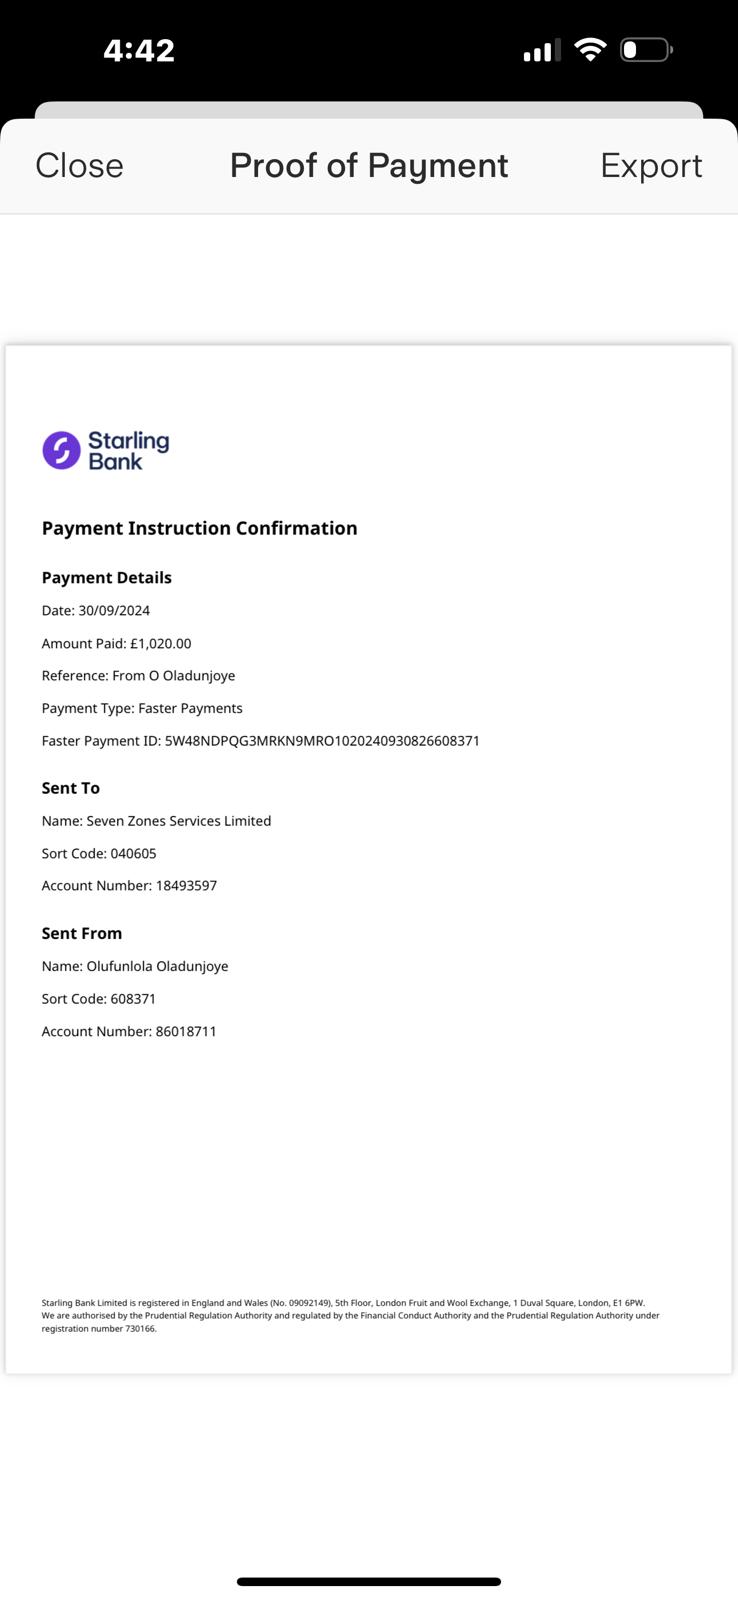 4:42
Close Proof of Payment Export
Starling
Bank
Payment Instruction Confirmation
Payment Details
Date: 30/09/2024
Amount Paid: £1,020.00
Reference: From O Oladunjoye
Payment Type: Faster Payments
Faster Payment ID: 5W48NDPQG3MRKN9MRO1020240930826608371
Sent To
Name: Seven Zones Services Limited
Sort Code: 040605
Account Number: 18493597
Sent From
Name: Olufunlola Oladunjoye
Sort Code: 608371
Account Number: 86018711
Starling Bank Limited is registered in England and Wales (No. 09092149), 5th Floor, London Fruit and Wool Exchange, 1 Duval Square, London, E1 6PW.
We are authorised by the Prudential Regulation Authority and regulated by the Financial Conduct Authority and the Prudential Regulation Authority under
registration number 730166.